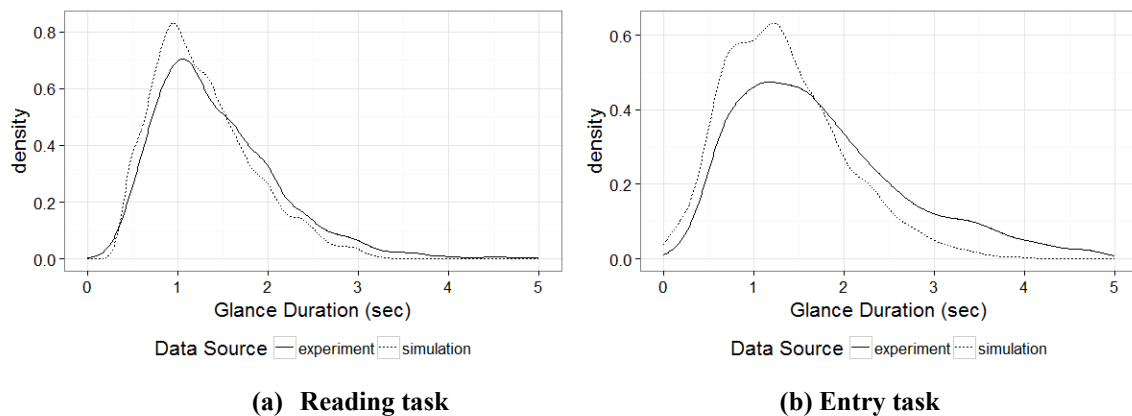 density
0.8
0.6
0.4
0.2
0.0
0 1 2 3 4 5
Glance Duration (sec)
Data Source experiment simulation
(a) Reading task
density
0.6
0.4
0.2
0.0
0 1 2 3 4 5
Glance Duration (sec)
Data Source experiment simulation
(b) Entry task